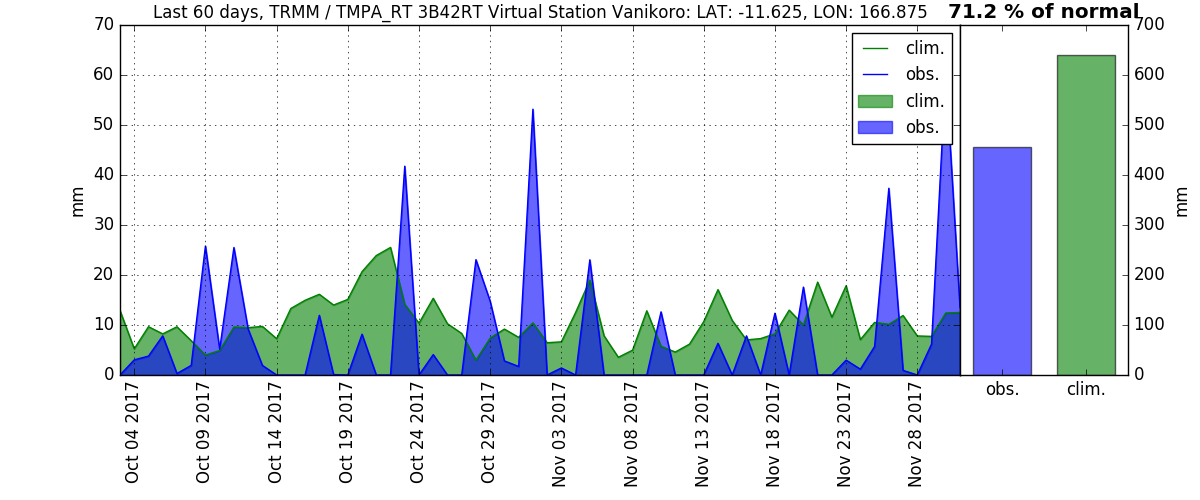 Last 60 days, TRMM / TMPA_RT 3B42RT Virtual Station Vanikoro: LAT: -11.625, LON: 166.875
71.2 % of normal
70
60
50
40
30
20
10
0
mm
clim.
obs.
clim.
obs.
700
600
500
400
300
200
100
0
mm
obs.
clim.
Oct 04 2017
Oct 09 2017
Oct 14 2017
Oct 19 2017
Oct 24 2017
Oct 29 2017
Nov 03 2017
Nov 08 2017
Nov 13 2017
Nov 18 2017
Nov 23 2017
Nov 28 2017